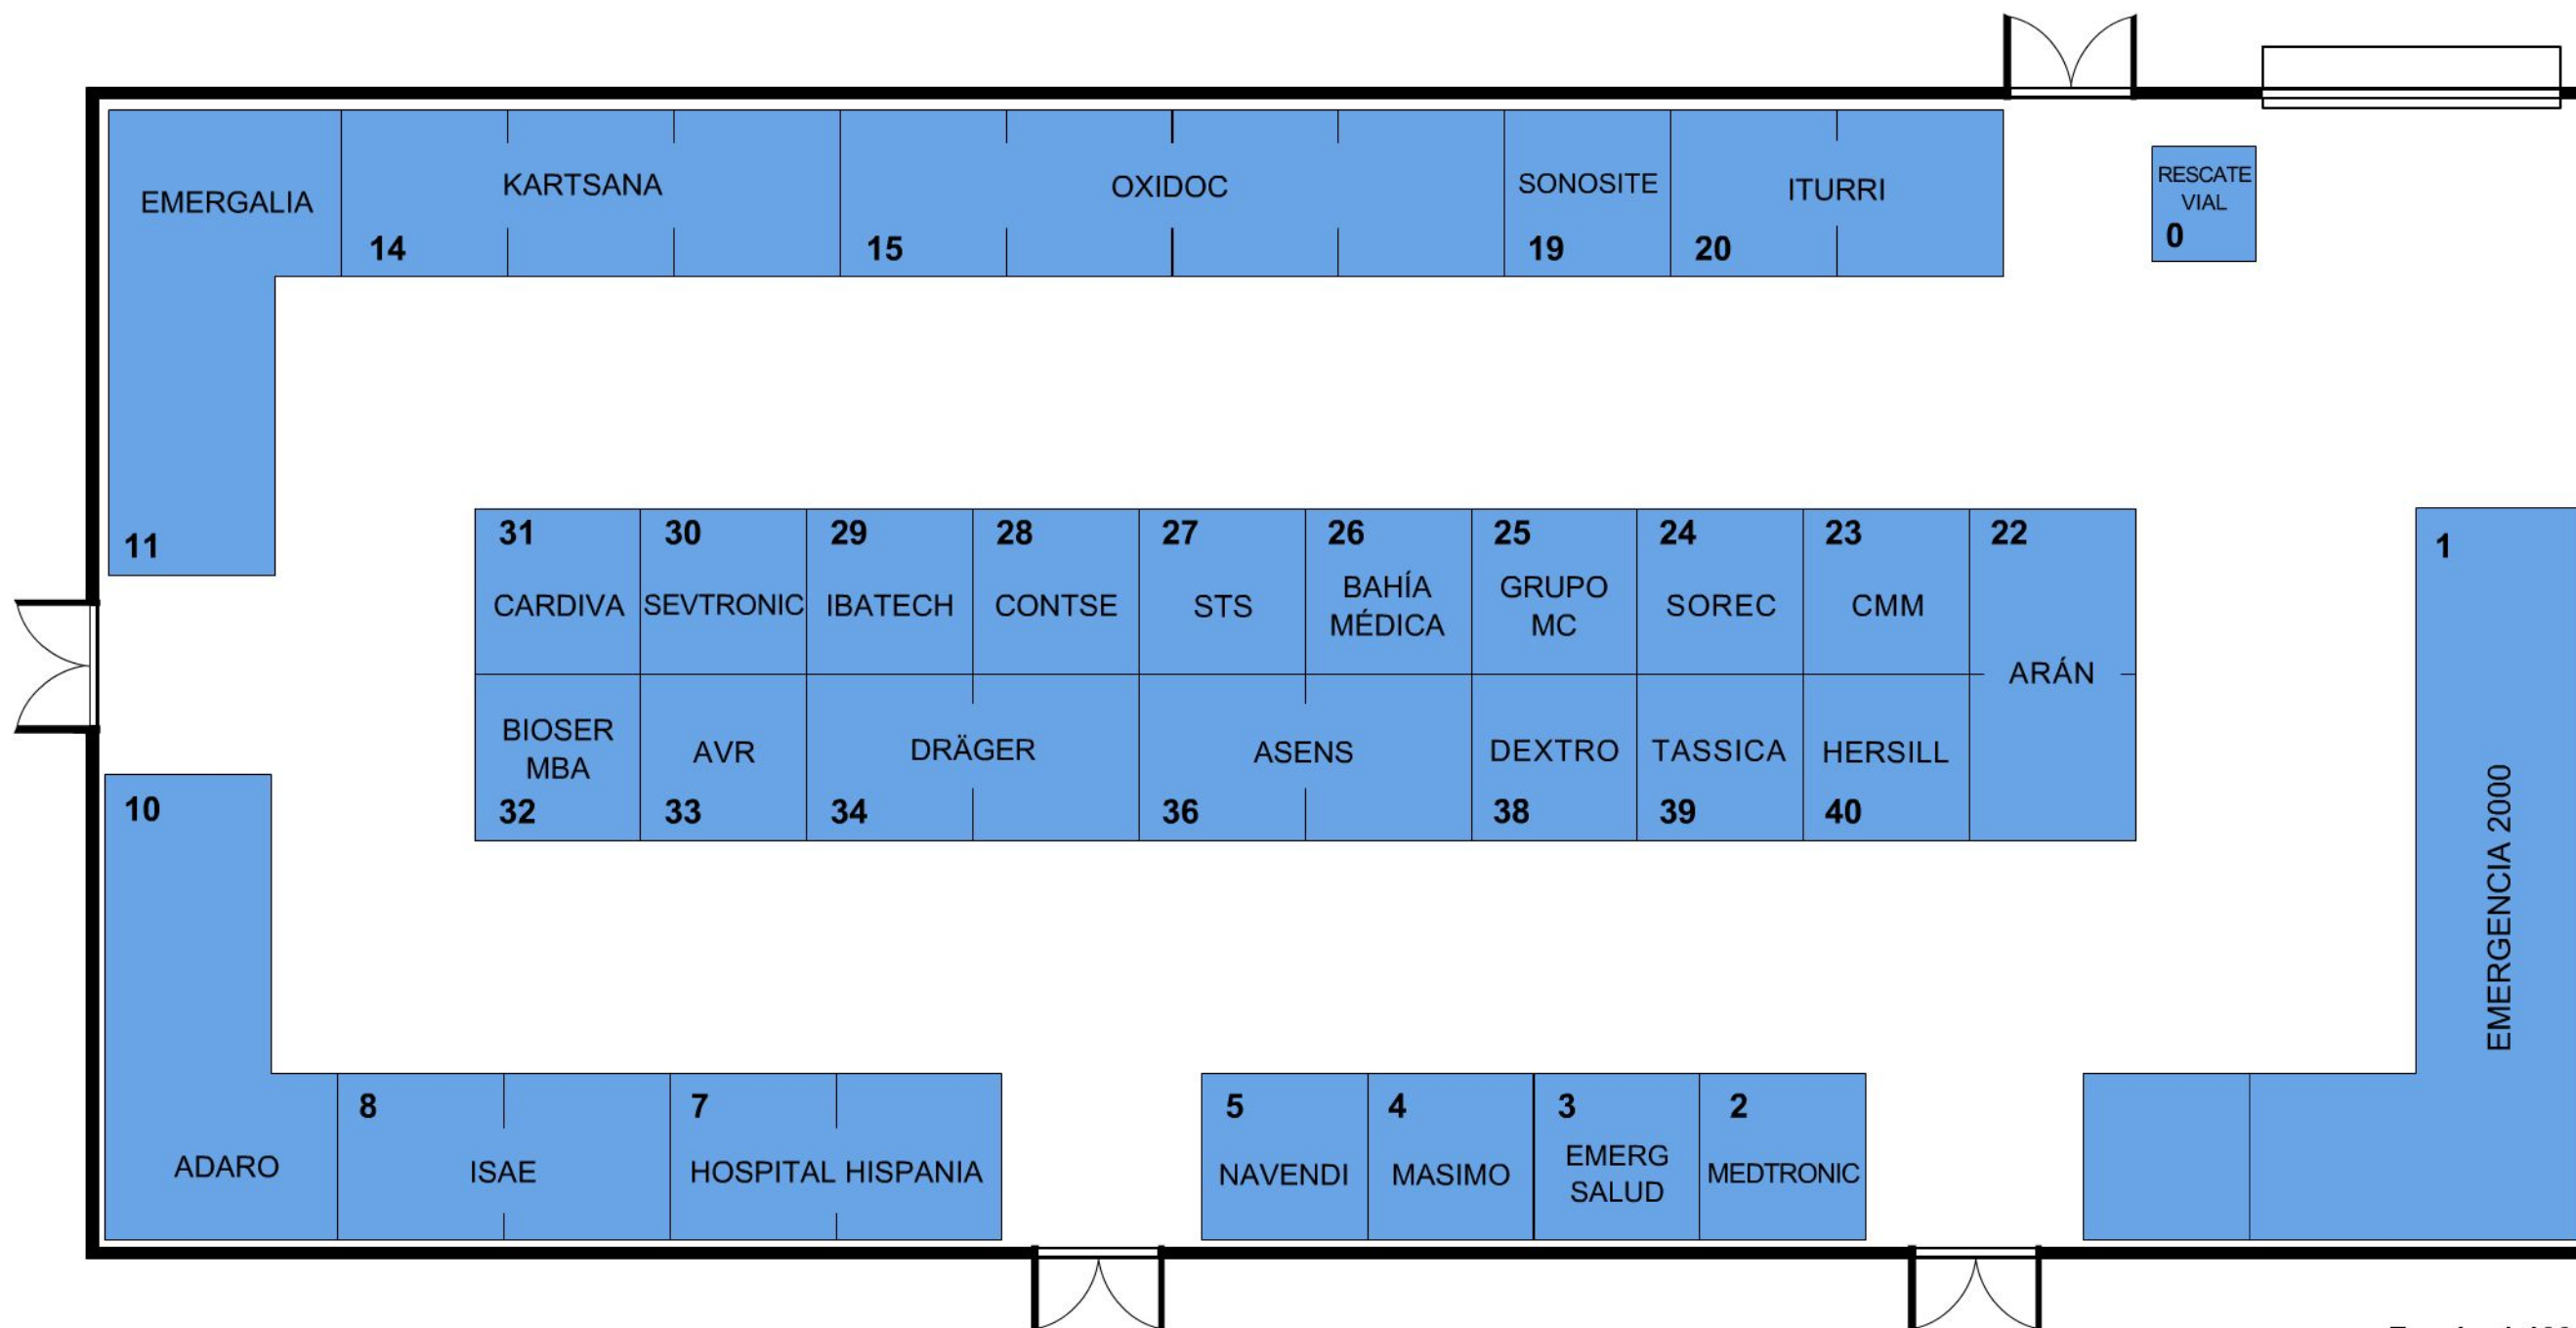 EMERGALIA
11
KARTSANA
14
OXIDOC
15
SONOSITE
19
ITURRI
20
RESCATE
VIAL
0
31
CARDIVA
30
SEVTRONIC
29
IBATECH
28
CONTSE
27
STS
26
BAHÍA
MÉDICA
25
GRUPO
MC
24
SOREC
23
CMM
22
ARÁN
1
EMERGENCIA 2000
BIOSER
MBA
32
AVR
33
DRÄGER
34
ASENS
36
DEXTRO
38
TASSICA
39
HERSILL
40
10
ADARO
8
ISAE
7
HOSPITAL HISPANIA
5
NAVENDI
4
MASIMO
3
EMERG
SALUD
2
MEDTRONIC